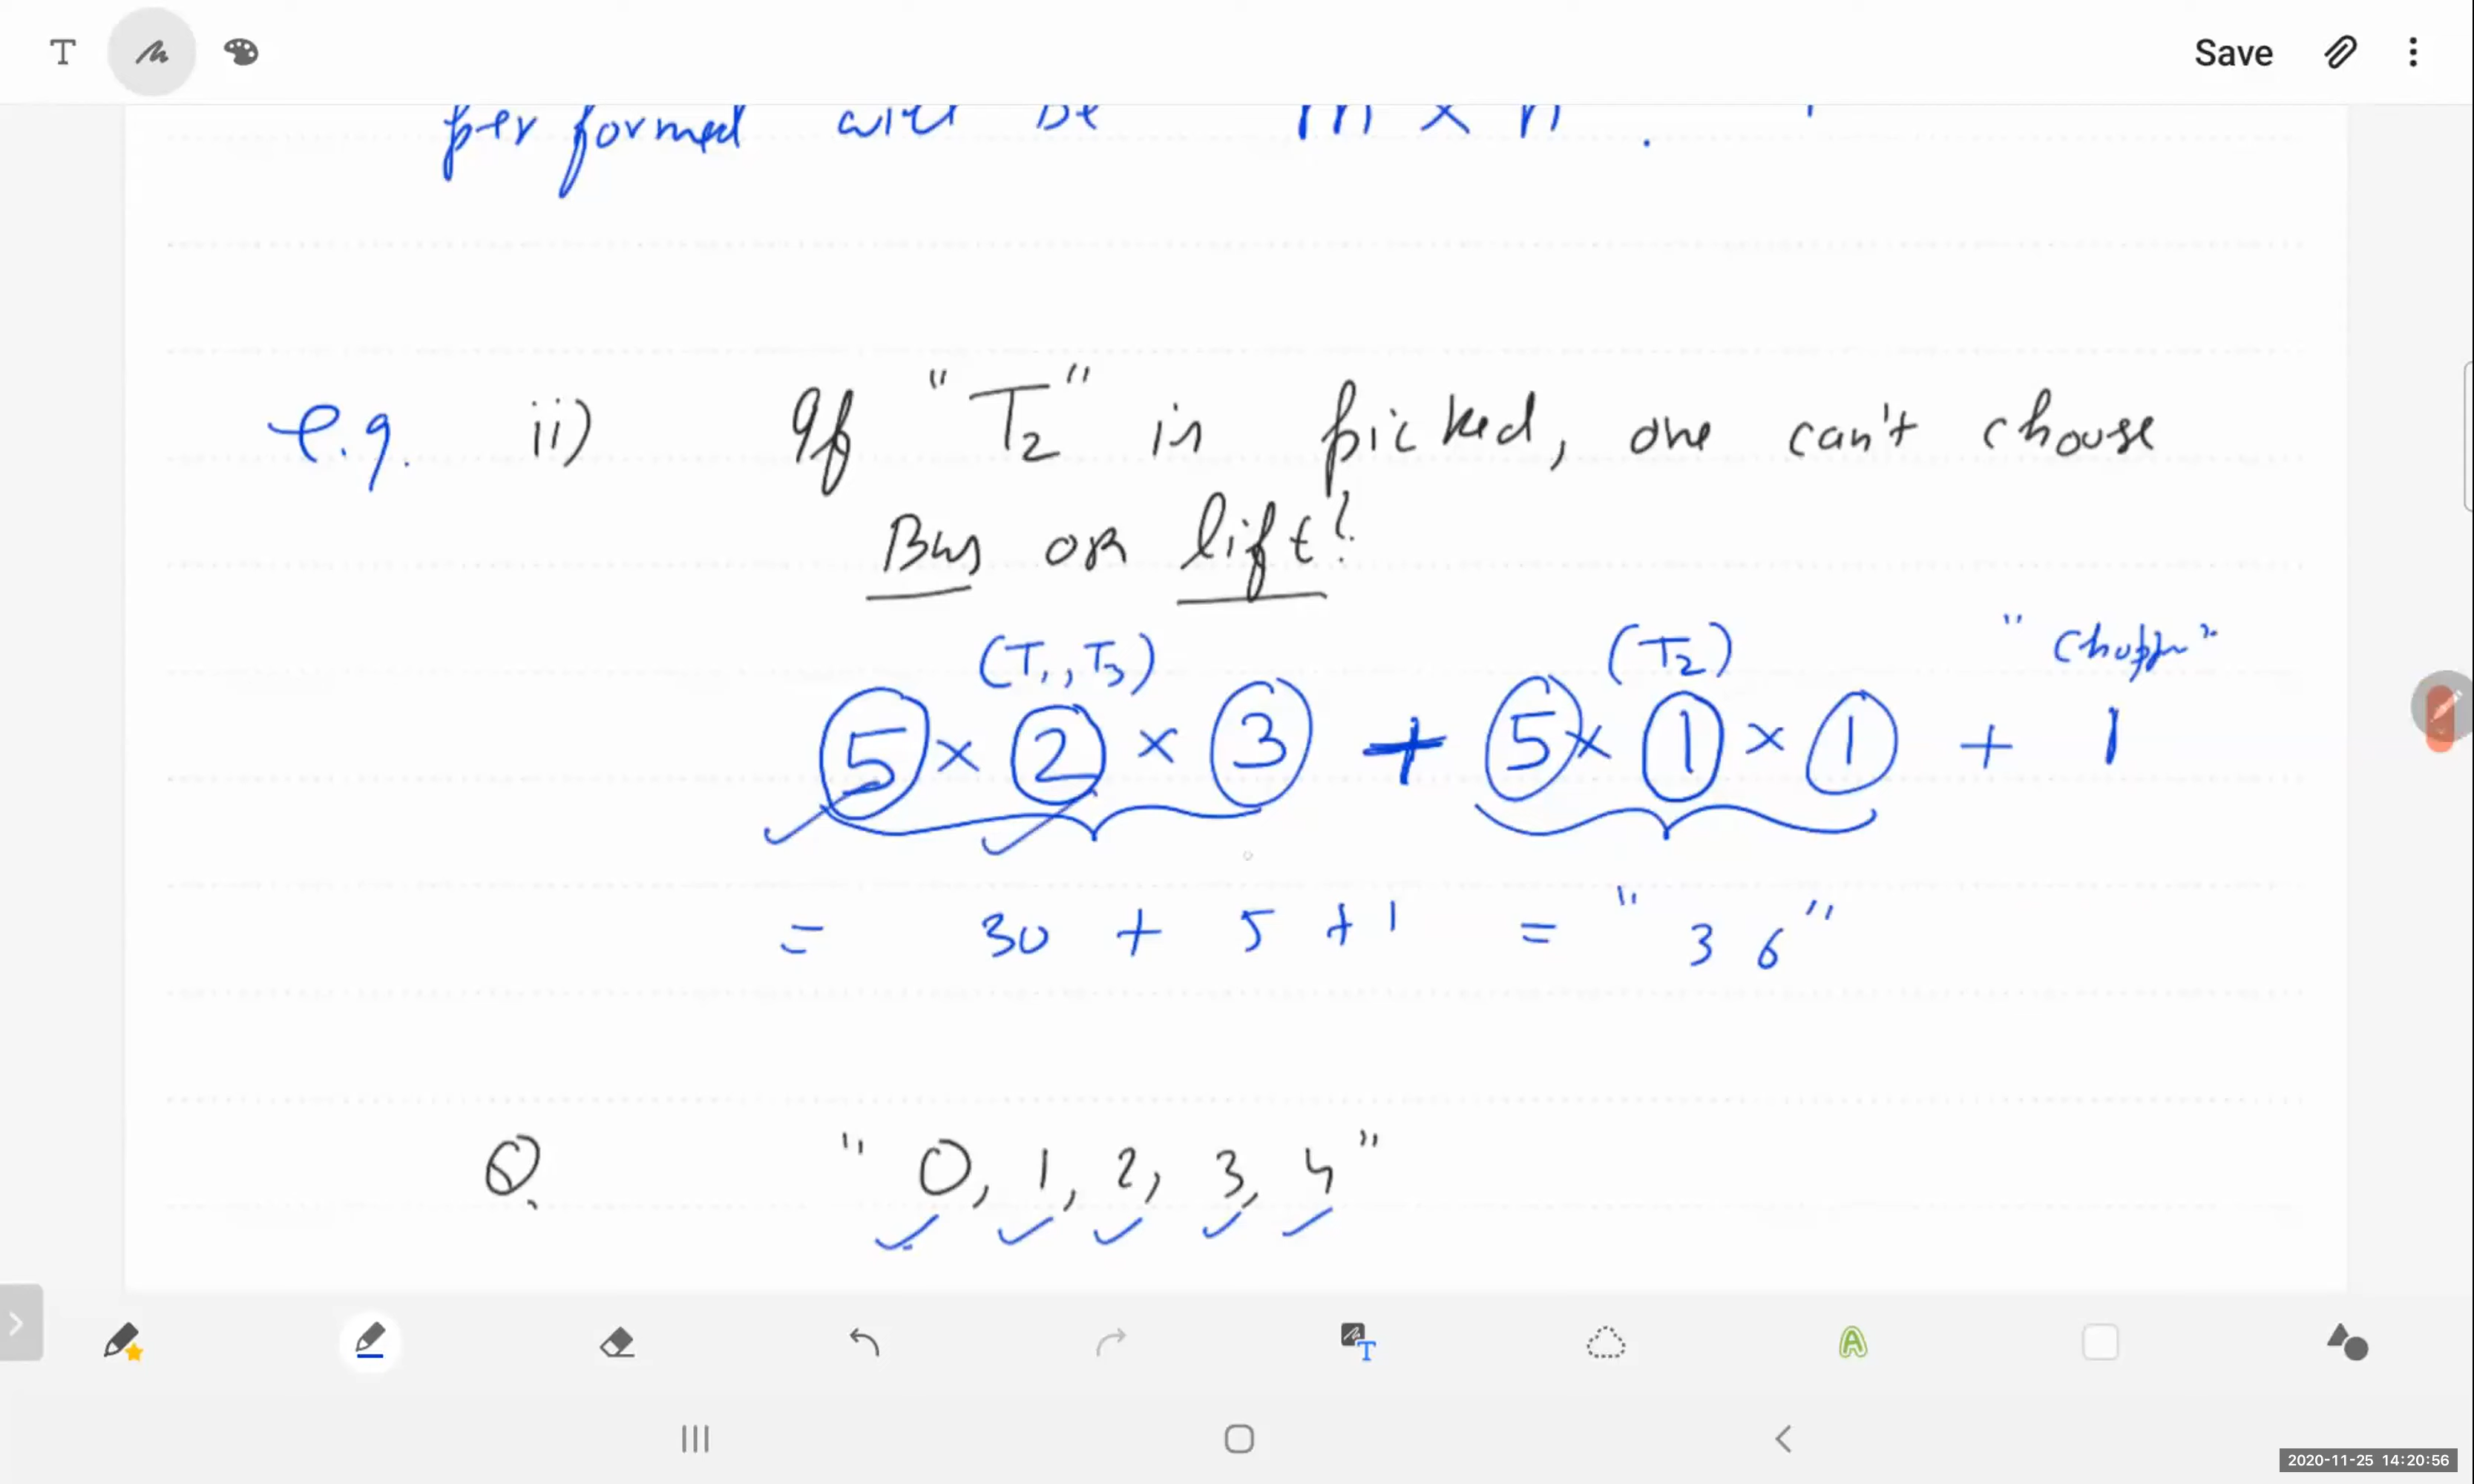 T
Save
performed will be m × n .
e.g. ii) If "T₂" is picked, one can't choose
Bus or lift?
(T₁, T₃) (T₂) "Chopper"
5 × 2 × 3 + 5 × 1 × 1 + 1
= 30 + 5 + 1 = "36"
Q. "0, 1, 2, 3, 4"
T
A
2020-11-25 14:20:56